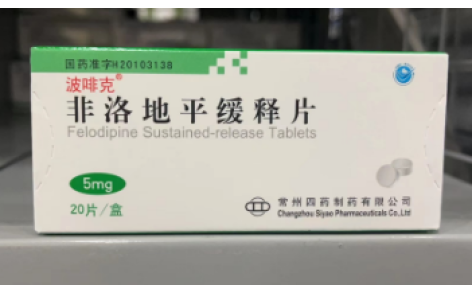 国药准字H20103138
波啡克®
非洛地平缓释片
Felodipine Sustained-release Tablets
5mg
20片/盒
常州四药制药有限公司
Changzhou Siyao Pharmaceuticals Co.,Ltd